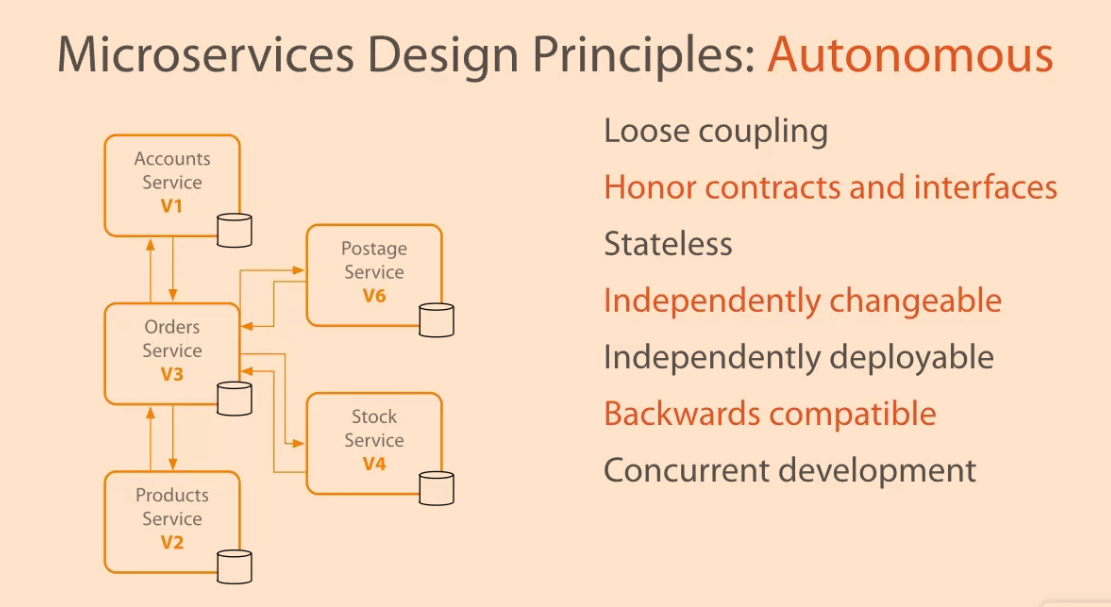 Microservices Design Principles: Autonomous
Accounts
Service
V1
Postage
Service
V6
Orders
Service
V3
Stock
Service
V4
Products
Service
V2
Loose coupling
Honor contracts and interfaces
Stateless
Independently changeable
Independently deployable
Backwards compatible
Concurrent development